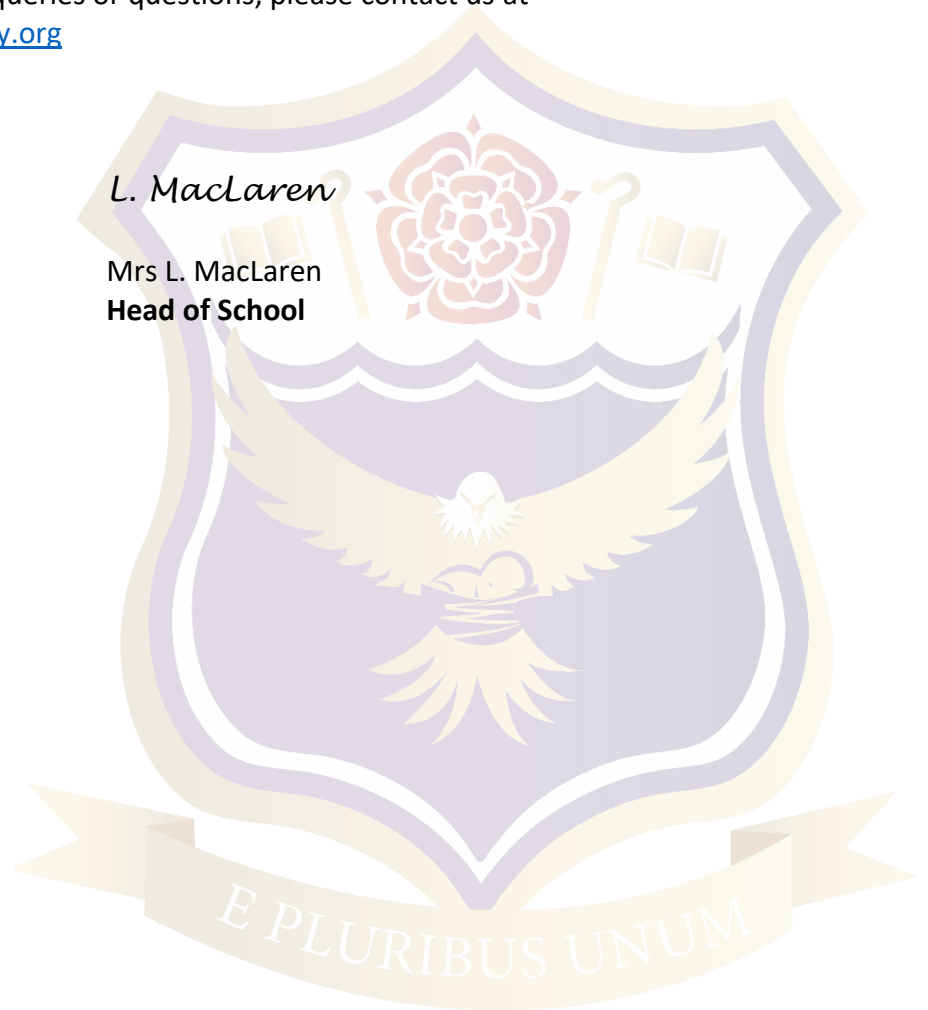 queries or questions, please contact us at
y.org
L. MacLaren
Mrs L. MacLaren
Head of School
E PLURIBUS UNUM